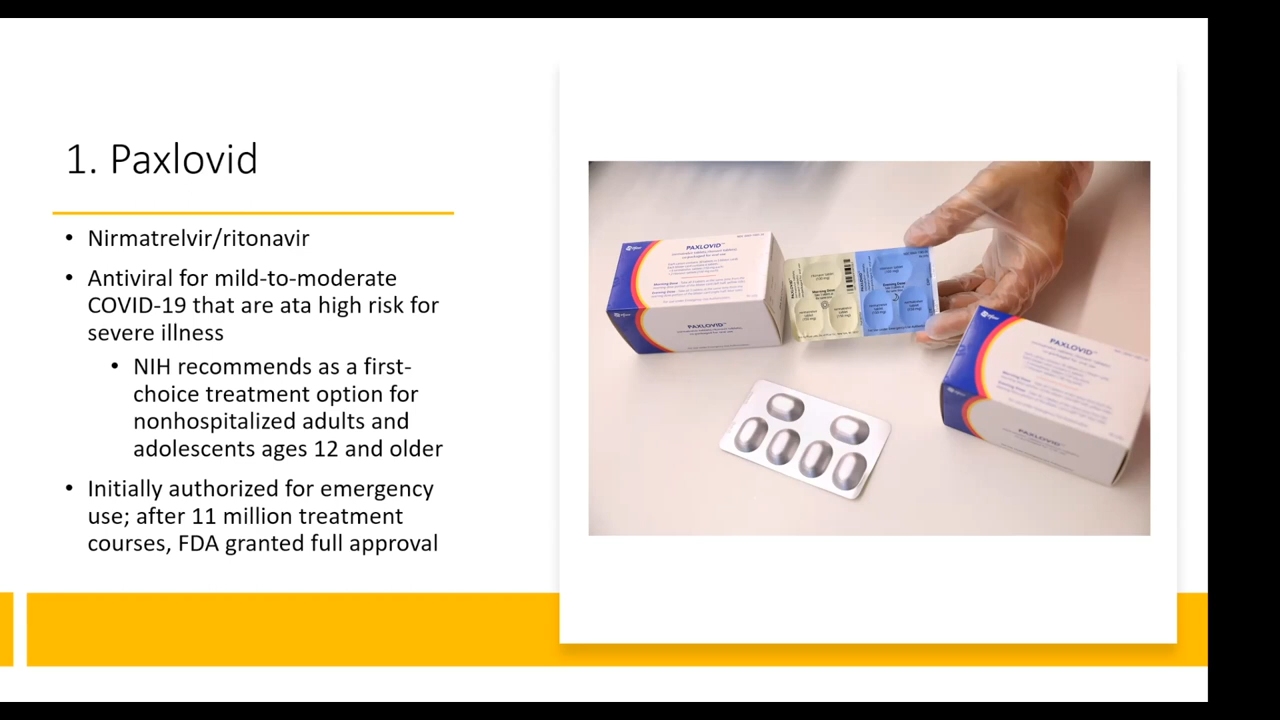 1. Paxlovid
• Nirmatrelvir/ritonavir
• Antiviral for mild-to-moderate
COVID-19 that are ata high risk for
severe illness
• NIH recommends as a first-
choice treatment option for
nonhospitalized adults and
adolescents ages 12 and older
• Initially authorized for emergency
use; after 11 million treatment
courses, FDA granted full approval
PAXLOVID
PAXLOVID
PAXLOVID
PAXLOVID